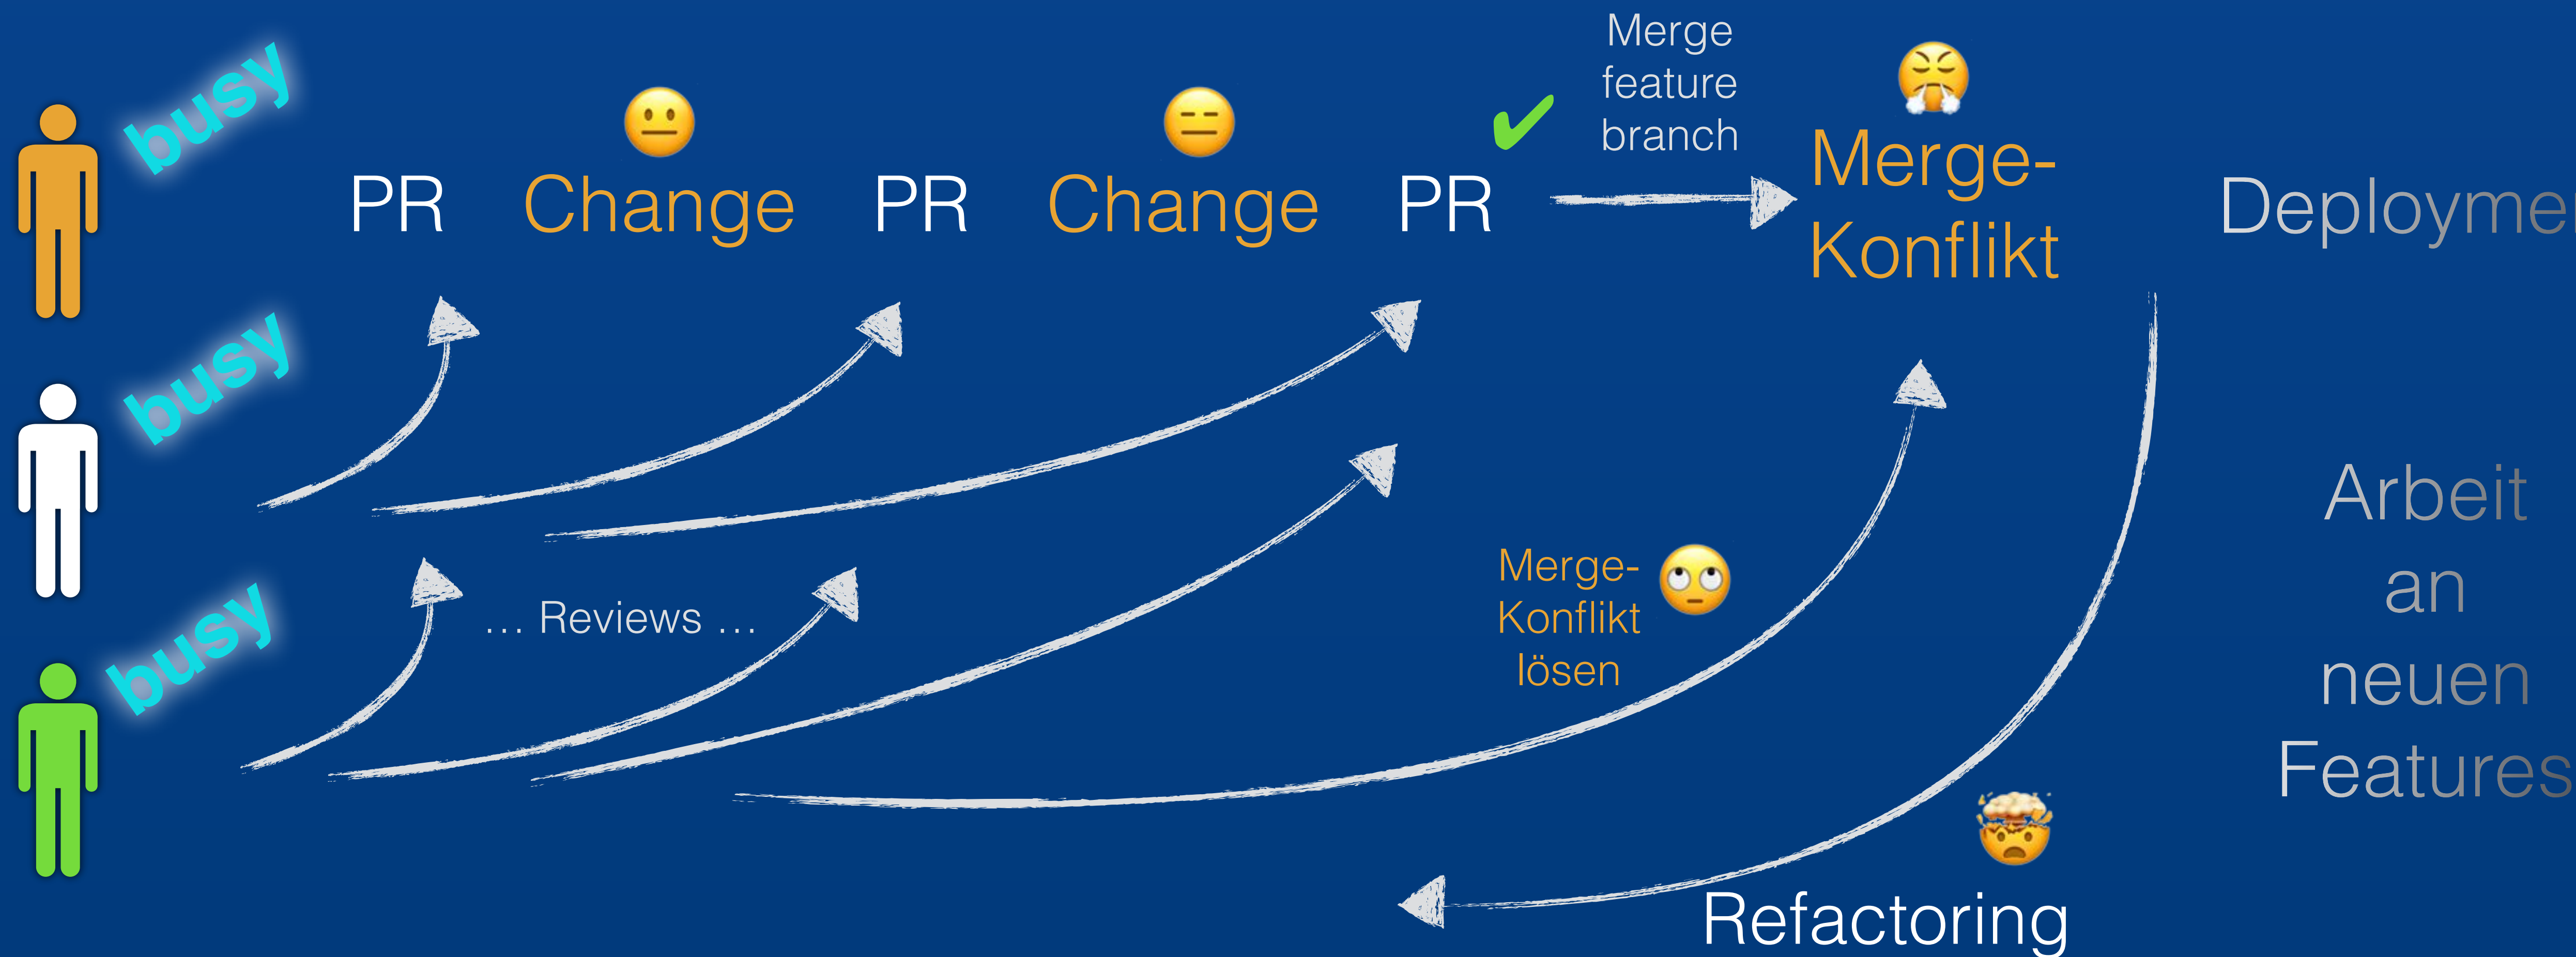 busy
PR
Change
PR
Change
PR
Merge
feature
branch
Merge-
Konflikt
Deploymen
busy
busy
... Reviews ...
Merge-
Konflikt
lösen
Arbeit
an
neuen
Features
Refactoring